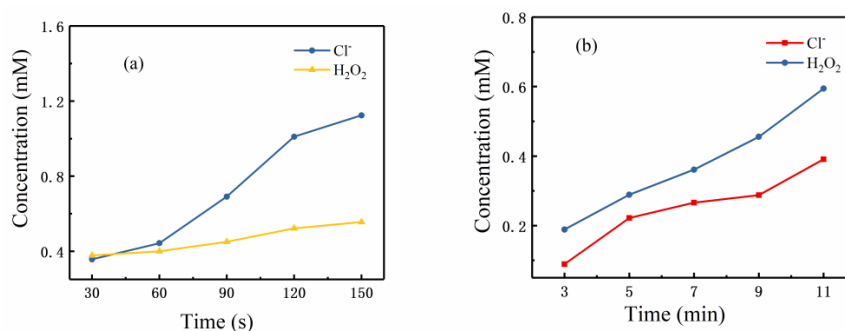 (a)
Cl⁻
H₂O₂
Concentration (mM)
1.6
1.2
0.8
0.4
30 60 90 120 150
Time (s)
(b)
Cl⁻
H₂O₂
Concentration (mM)
0.8
0.6
0.4
0.2
3 5 7 9 11
Time (min)